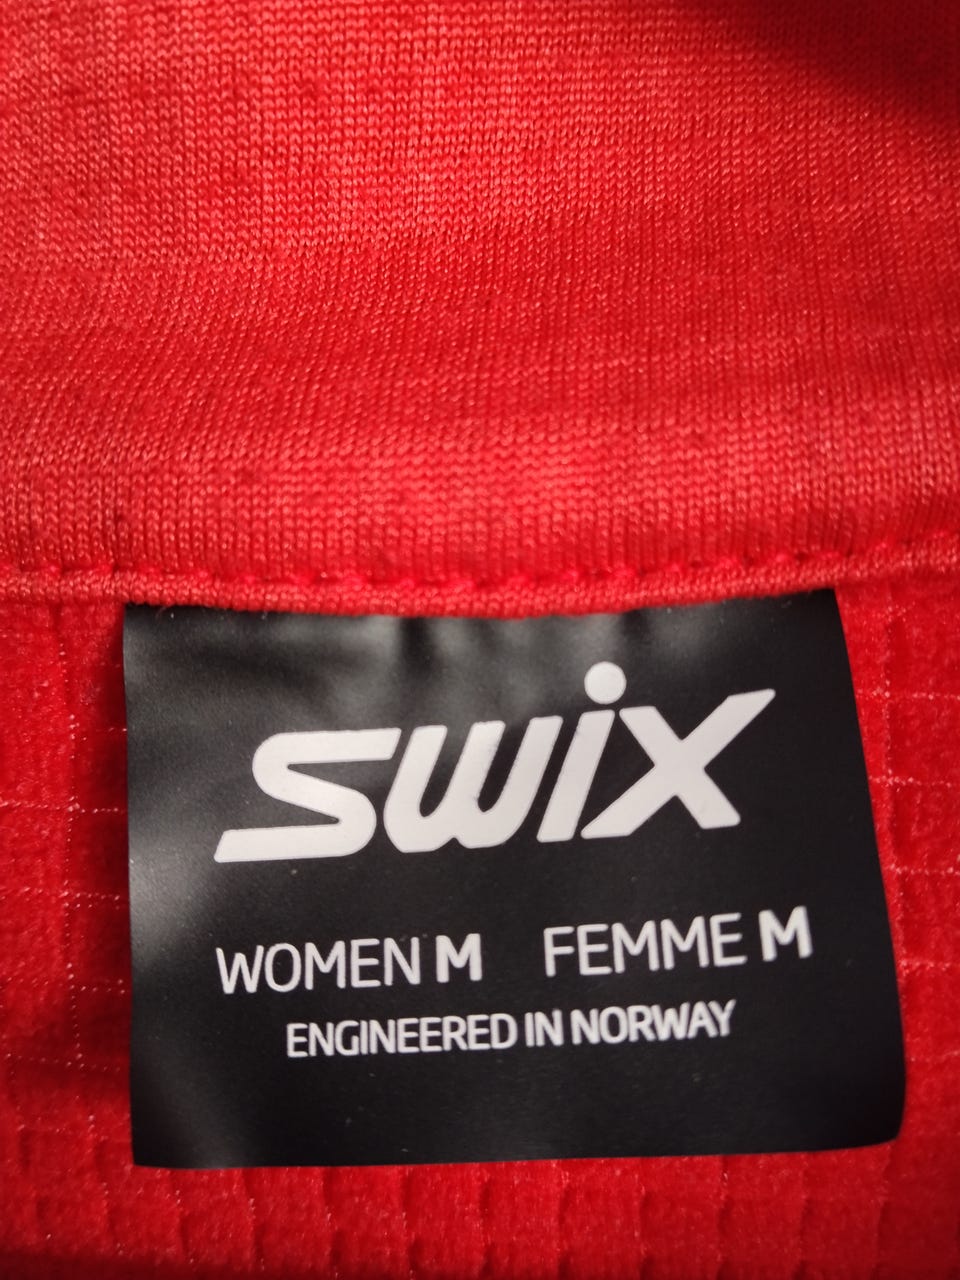 swix
WOMEN M FEMME M
ENGINEERED IN NORWAY